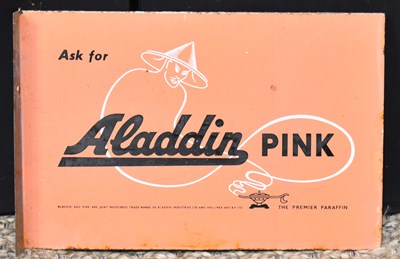 Ask for
Aladdin PINK
THE PREMIER PARAFFIN